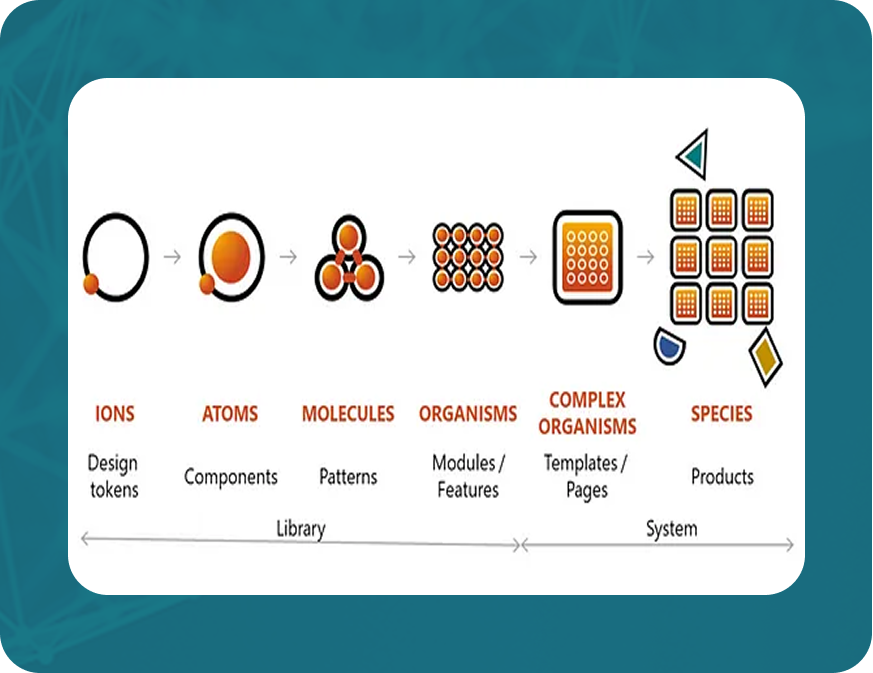 IONS
ATOMS
MOLECULES
ORGANISMS
COMPLEX
ORGANISMS
SPECIES
Design
tokens
Components
Patterns
Modules /
Features
Templates /
Pages
Products
Library
System